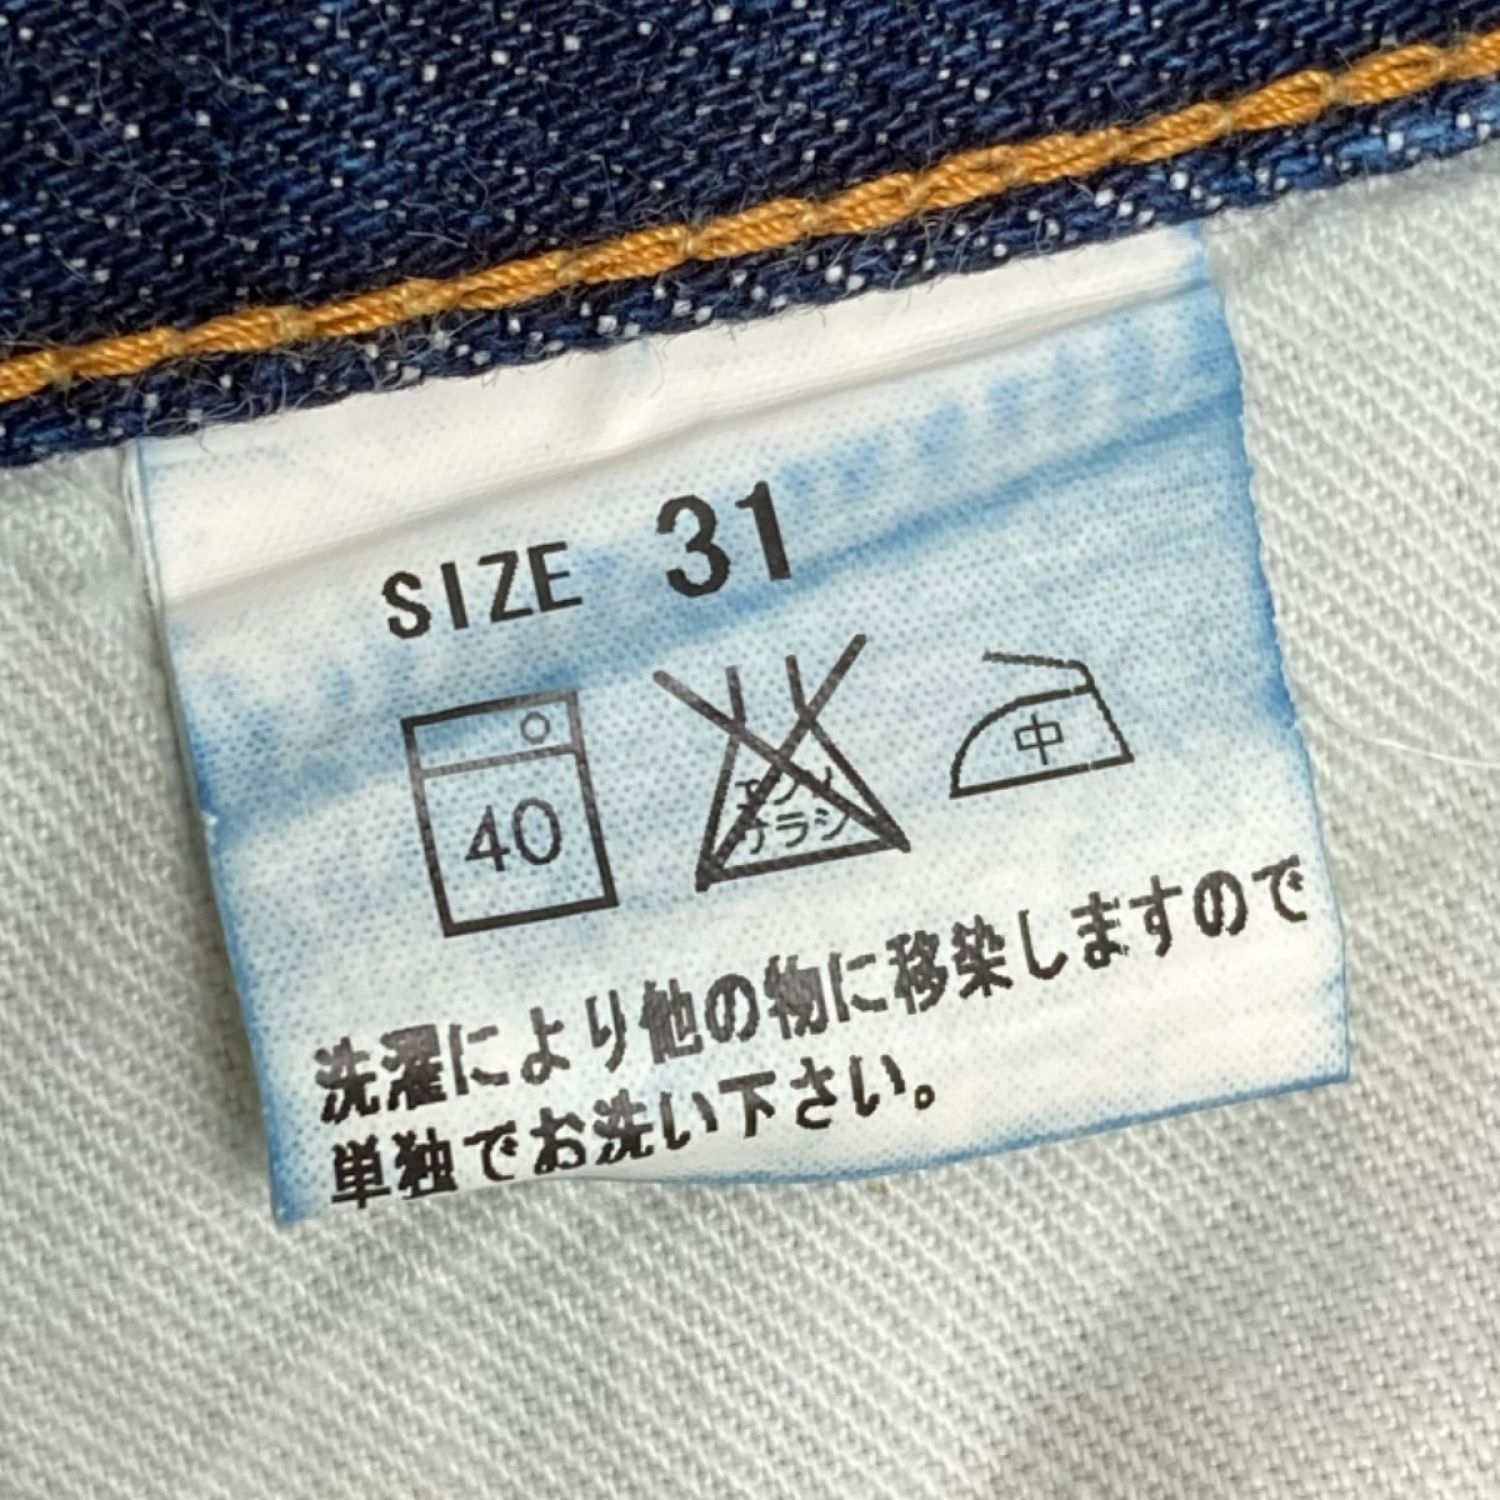 SIZE 31
40
エンソ
サラシ
中
洗濯により他の物に移染しますので
単独でお洗い下さい。